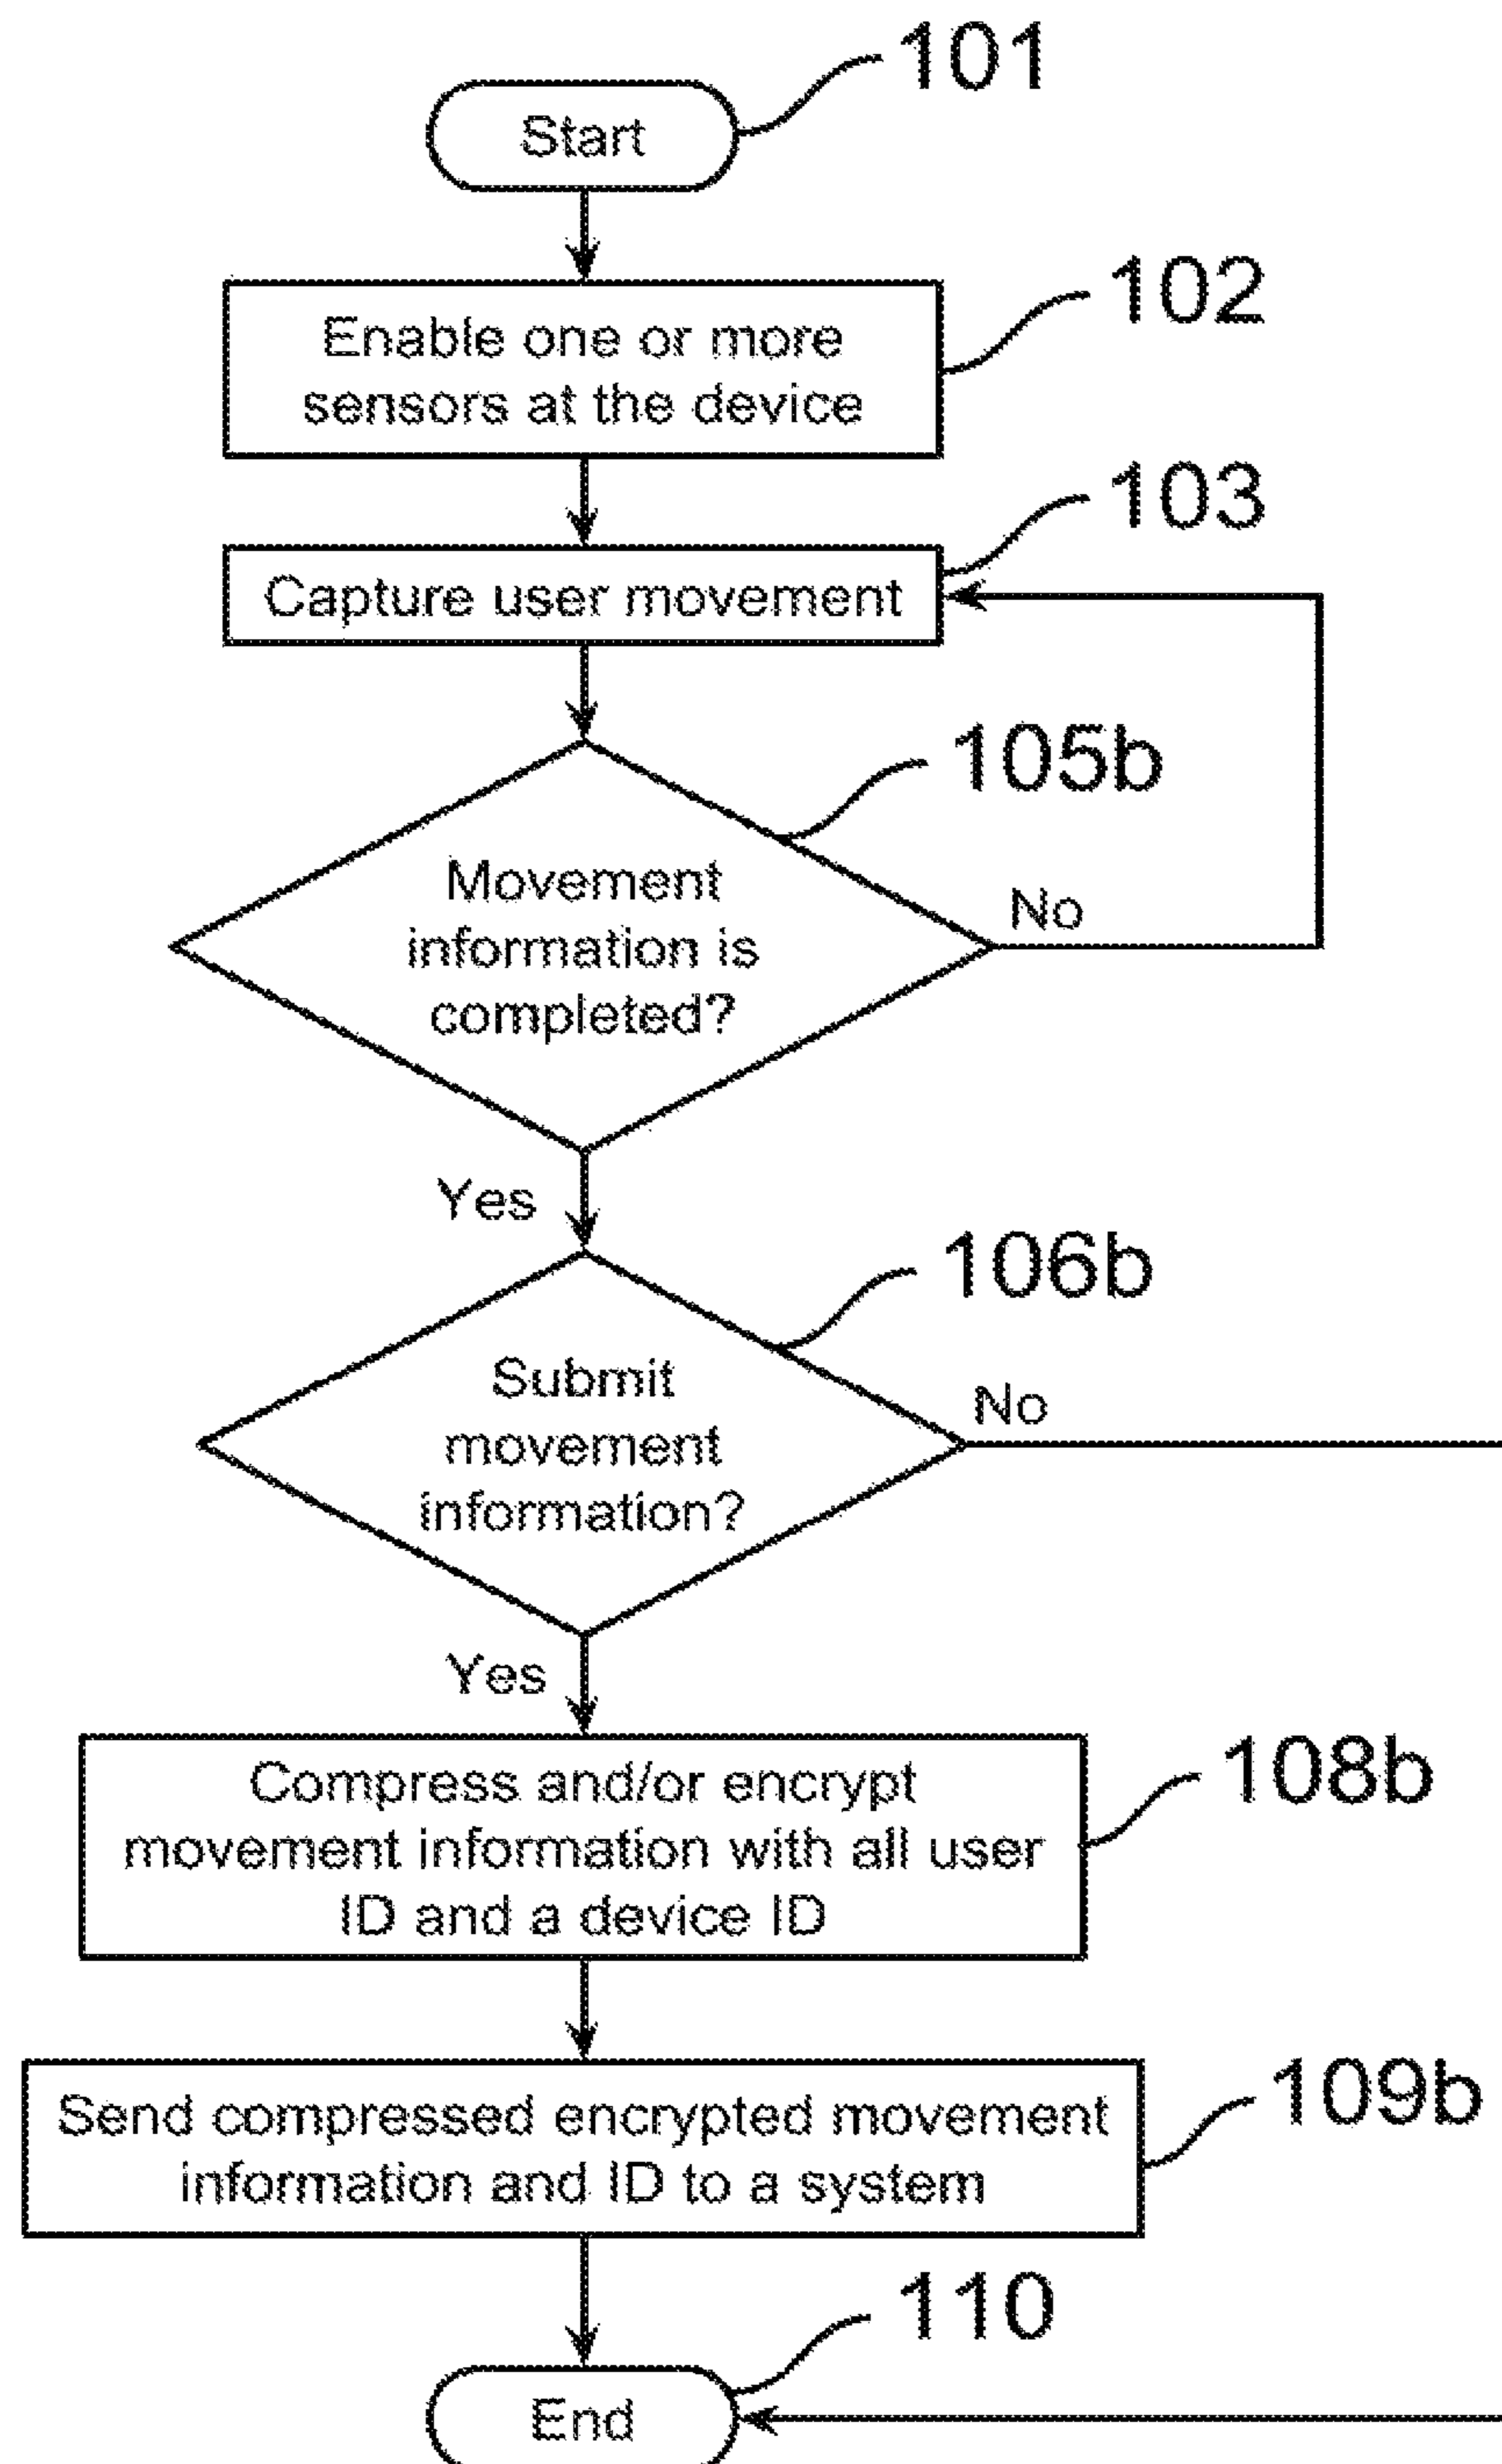 101
Start
102
Enable one or more
sensors at the device
103
Capture user movement
105b
Movement
information is
completed?
No
Yes
106b
Submit
movement
information?
No
Yes
108b
Compress and/or encrypt
movement information with all user
ID and a device ID
109b
Send compressed encrypted movement
information and ID to a system
110
End